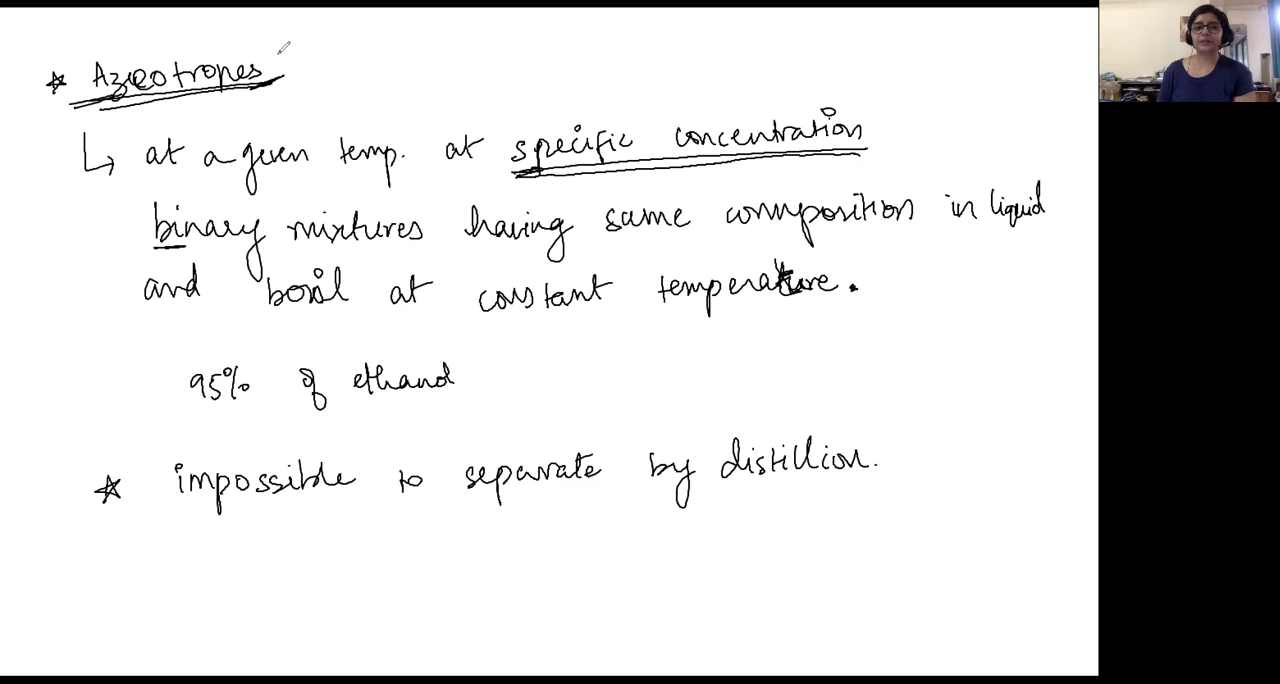 * Azeotropes
↳ at a given temp. at specific concentration
binary mixtures having same composition in liquid
and boil at constant temperature.
95% of ethanol
* impossible to separate by distillion.